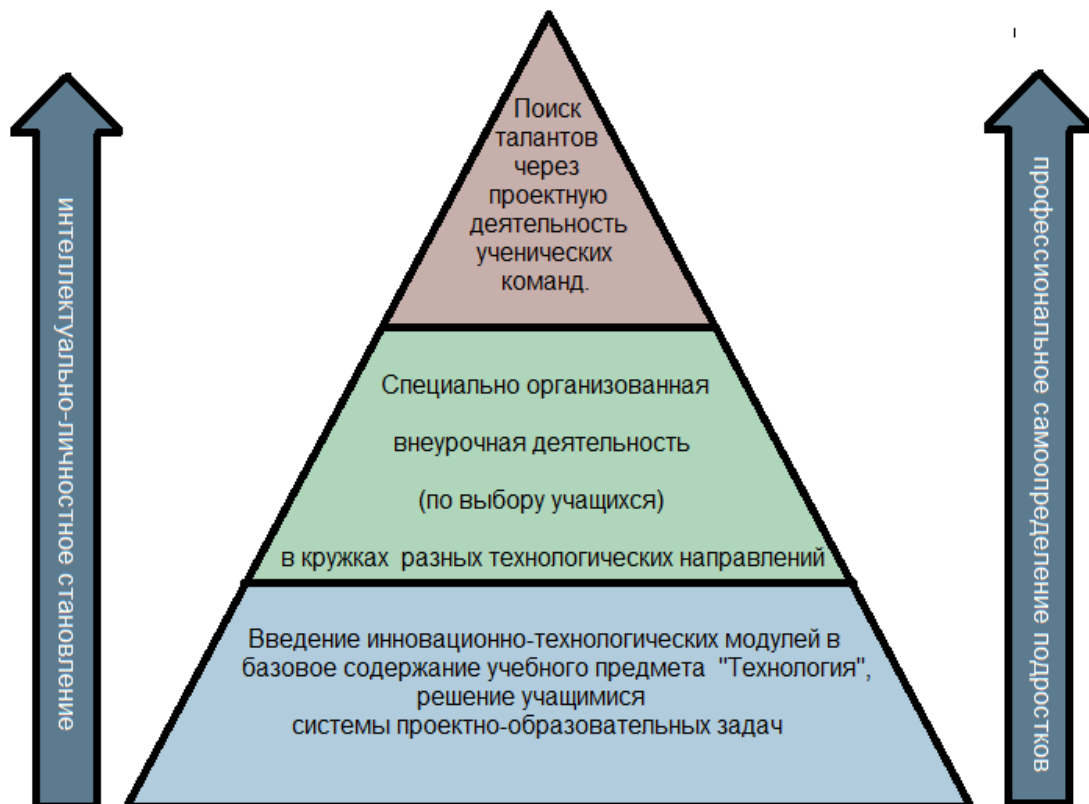 Поиск
талантов
через
проектную
деятельность
ученических
команд.
Специально организованная
внеурочная деятельность
(по выбору учащихся)
в кружках разных технологических направлений
Введение инновационно-технологических модулей в
базовое содержание учебного предмета "Технология",
решение учащимися
системы проектно-образовательных задач
интеллектуально-личностное становление
профессиональное самоопределение подростков